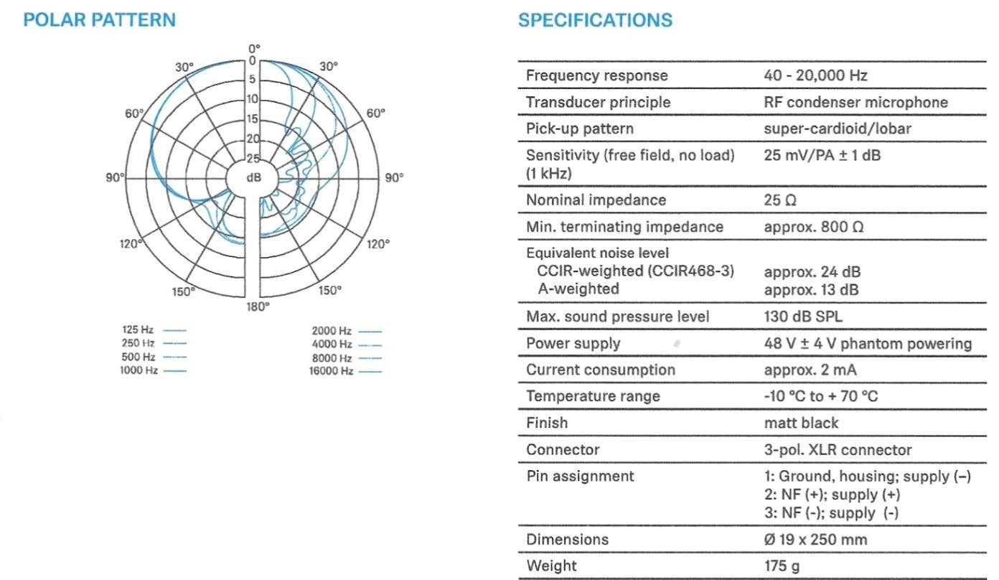 POLAR PATTERN
0°
30° 0 30°
5
10
60° 15 60°
20
25
90° dB 90°
120° 120°
150° 150°
180°
125 Hz
250 Hz
500 Hz
1000 Hz
2000 Hz
4000 Hz
8000 Hz
16000 Hz
SPECIFICATIONS
Frequency response 40 - 20,000 Hz
Transducer principle RF condenser microphone
Pick-up pattern super-cardioid/lobar
Sensitivity (free field, no load) 25 mV/PA ± 1 dB
(1 kHz)
Nominal impedance 25 Ω
Min. terminating impedance approx. 800 Ω
Equivalent noise level
CCIR-weighted (CCIR468-3) approx. 24 dB
A-weighted approx. 13 dB
Max. sound pressure level 130 dB SPL
Power supply 48 V ± 4 V phantom powering
Current consumption approx. 2 mA
Temperature range -10 °C to + 70 °C
Finish matt black
Connector 3-pol. XLR connector
Pin assignment 1: Ground, housing; supply (–)
2: NF (+); supply (+)
3: NF (-); supply (-)
Dimensions Ø 19 x 250 mm
Weight 175 g